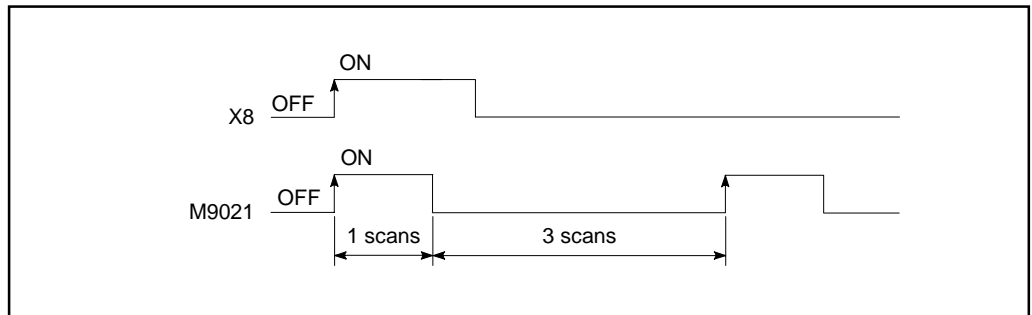 ON
OFF
X8
ON
OFF
M9021
1 scans
3 scans